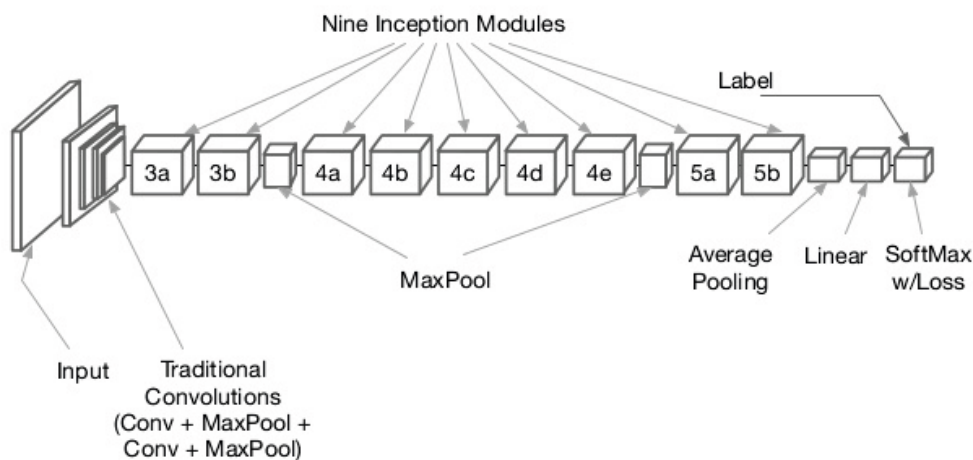 Nine Inception Modules
Label
3a
3b
4a
4b
4c
4d
4e
5a
5b
MaxPool
Average
Pooling
Linear
SoftMax
w/Loss
Input
Traditional
Convolutions
(Conv + MaxPool +
Conv + MaxPool)